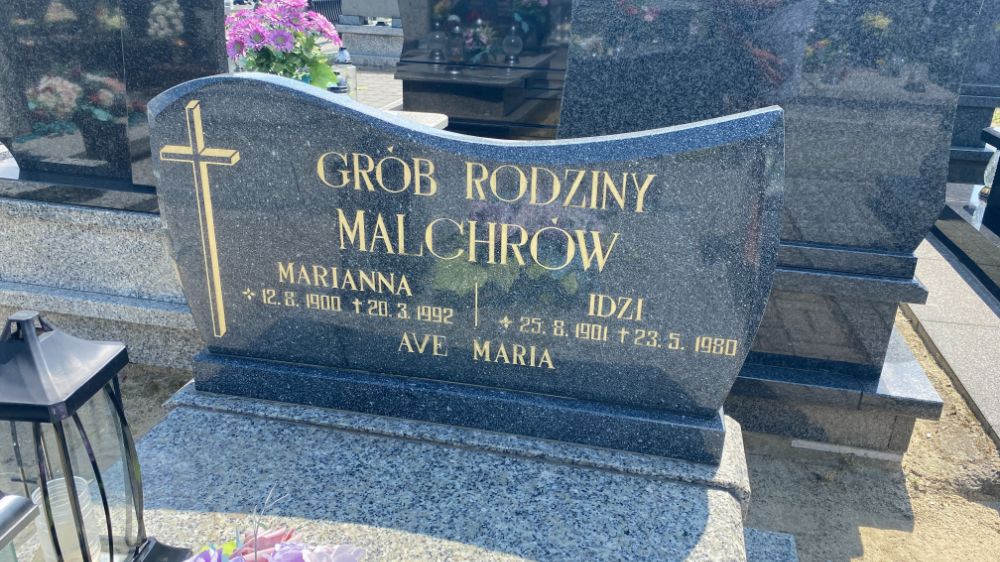 GRÓB RODZINY
MALCHRÓW
MARIANNA
* 12. 8. 1900 † 20. 3. 1992
IDZI
* 25. 8. 1901 † 23. 5. 1980
AVE MARIA